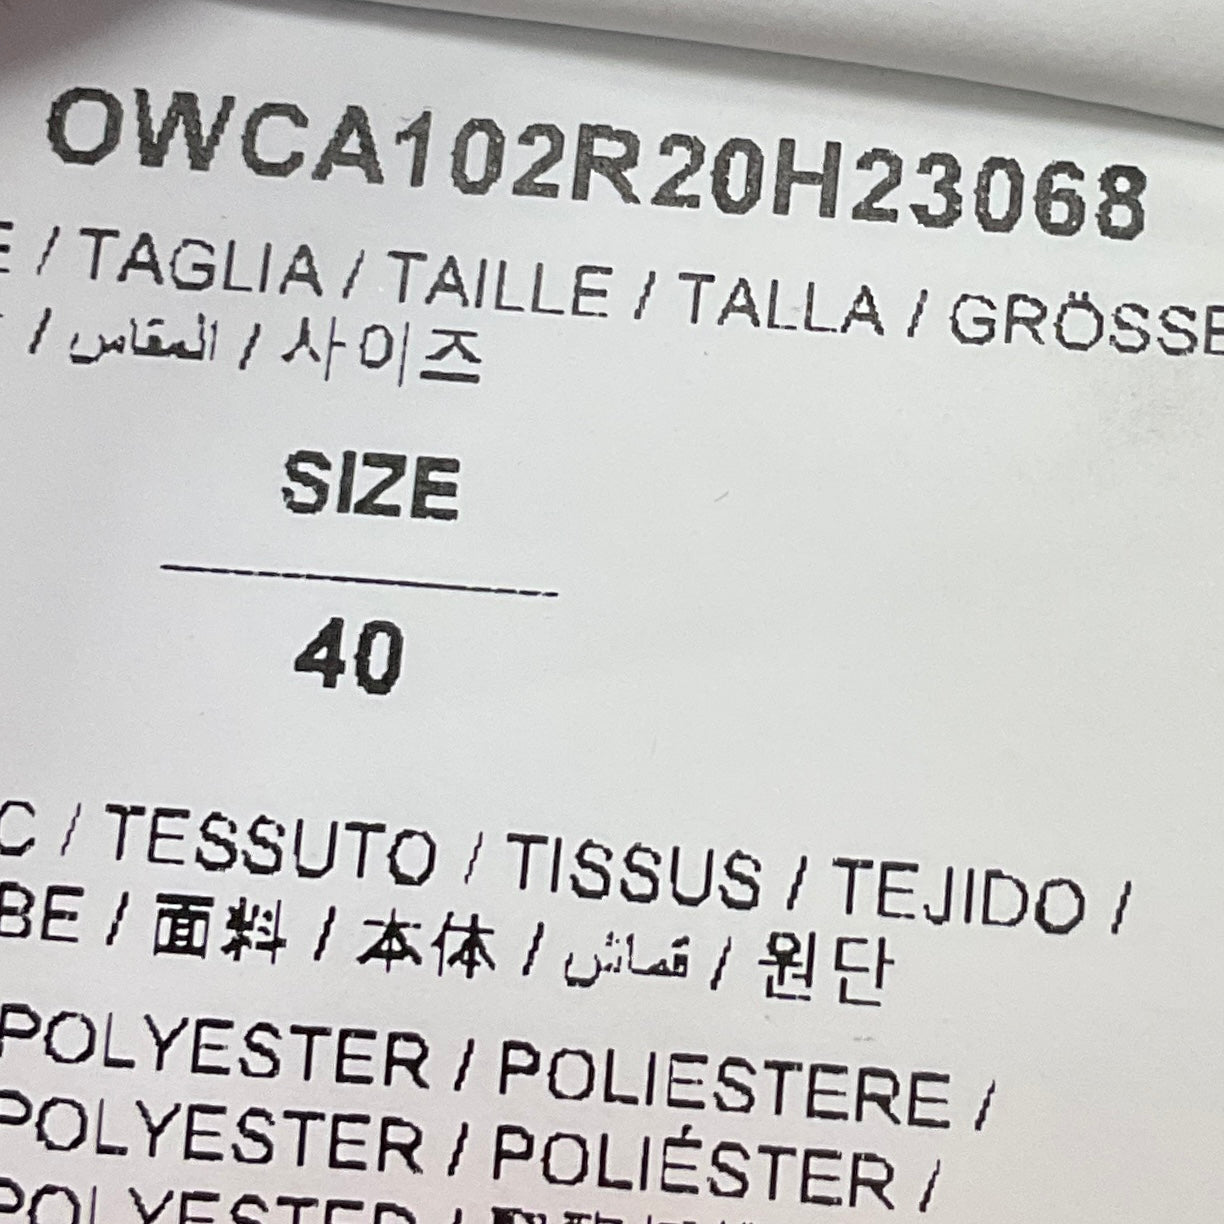 OWCA102R20H23068
/ TAGLIA / TAILLE / TALLA / GRÖSSE
/ المقاس / 사이즈
SIZE
40
C / TESSUTO / TISSUS / TEJIDO /
BE / 面料 / 本体 / قماش / 원단
POLYESTER / POLIESTERE /
POLYESTER / POLIÉSTER /
POLYESTER /